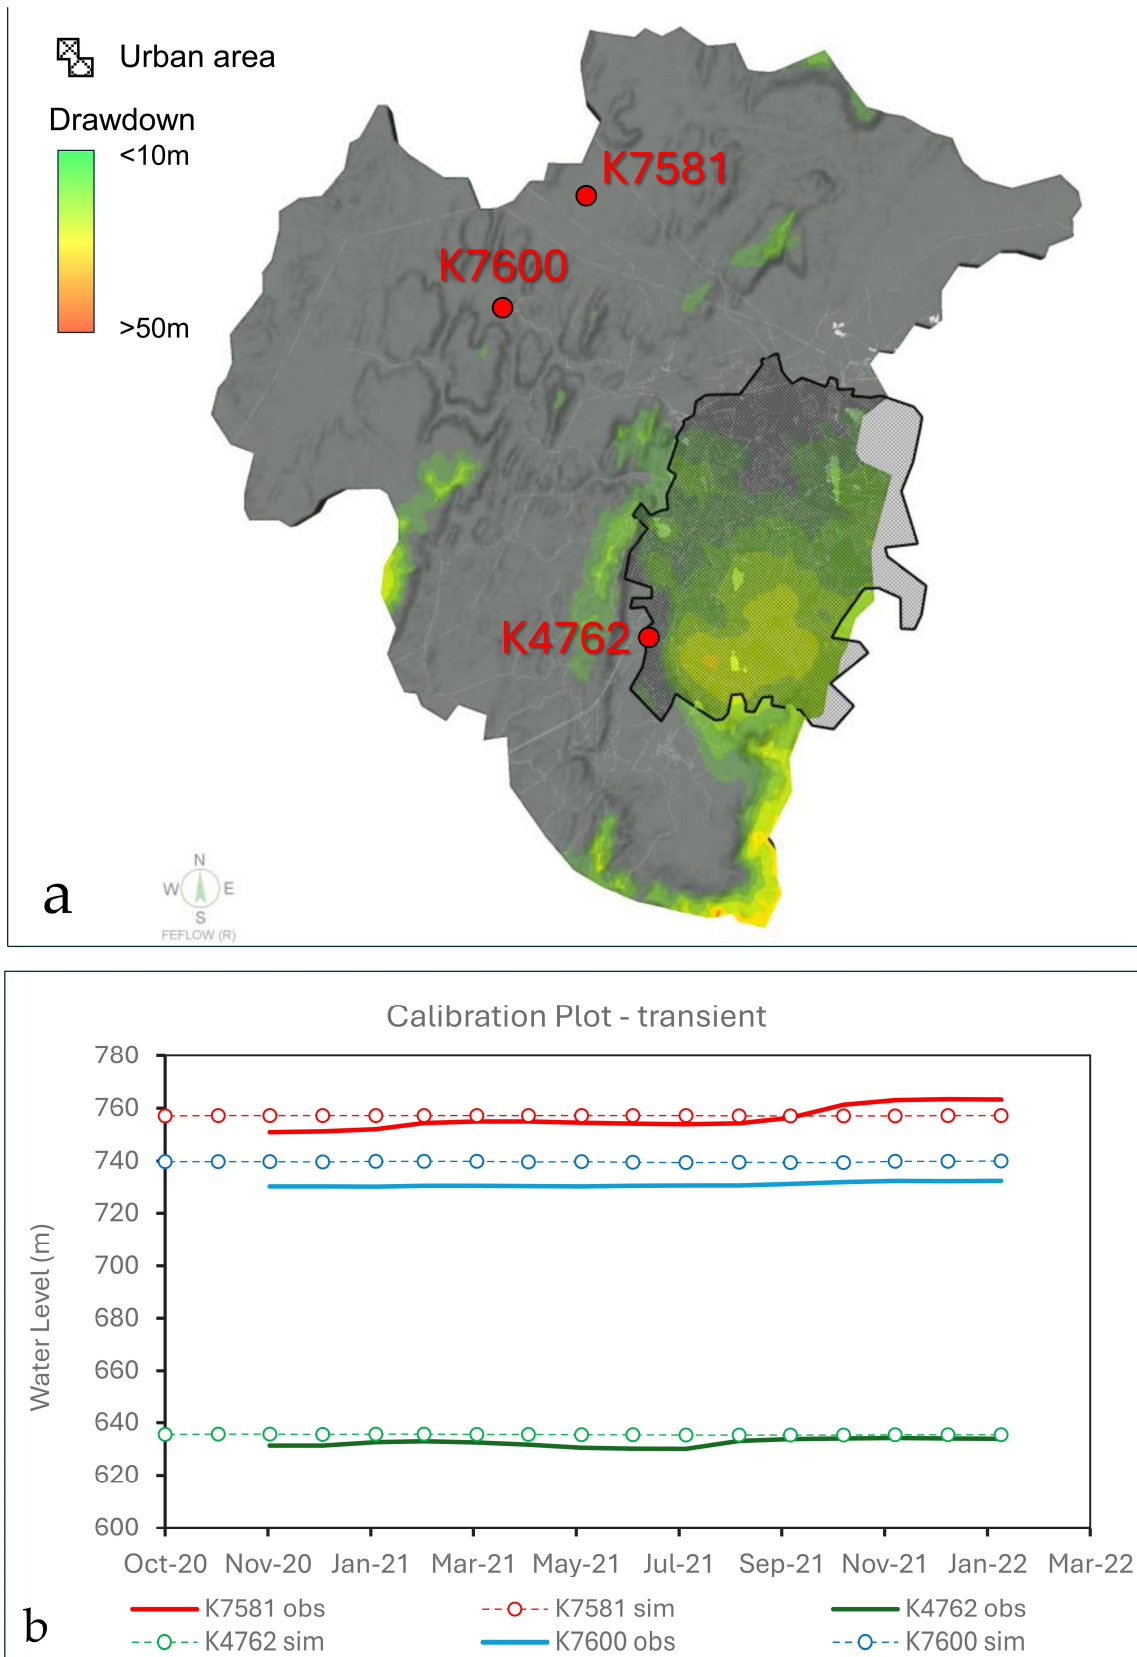 Urban area
Drawdown
<10m
>50m
K7581
K7600
K4762
N
W E
S
FEFLOW (R)
a
Calibration Plot - transient
Water Level (m)
780
760
740
720
700
680
660
640
620
600
Oct-20 Nov-20 Jan-21 Mar-21 May-21 Jul-21 Sep-21 Nov-21 Jan-22 Mar-22
K7581 obs K7581 sim K4762 obs
K4762 sim K7600 obs K7600 sim
b